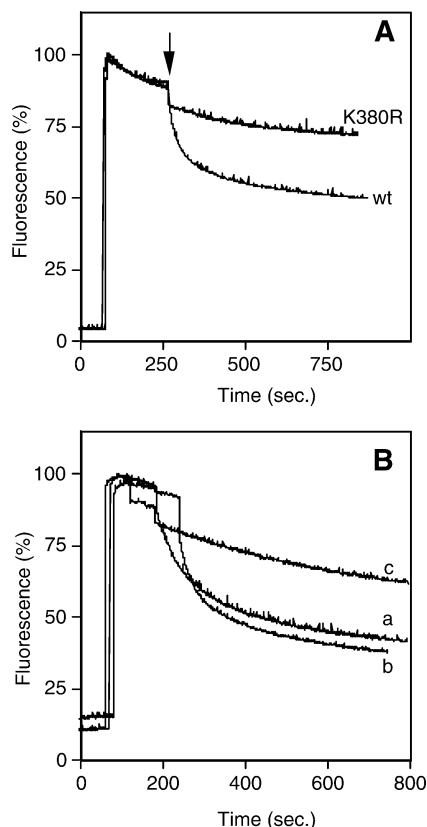 A
100
75
50
25
0
Fluorescence (%)
K380R
wt
0 250 500 750
Time (sec.)
B
100
75
50
25
0
Fluorescence (%)
c
a
b
0 200 400 600 800
Time (sec.)